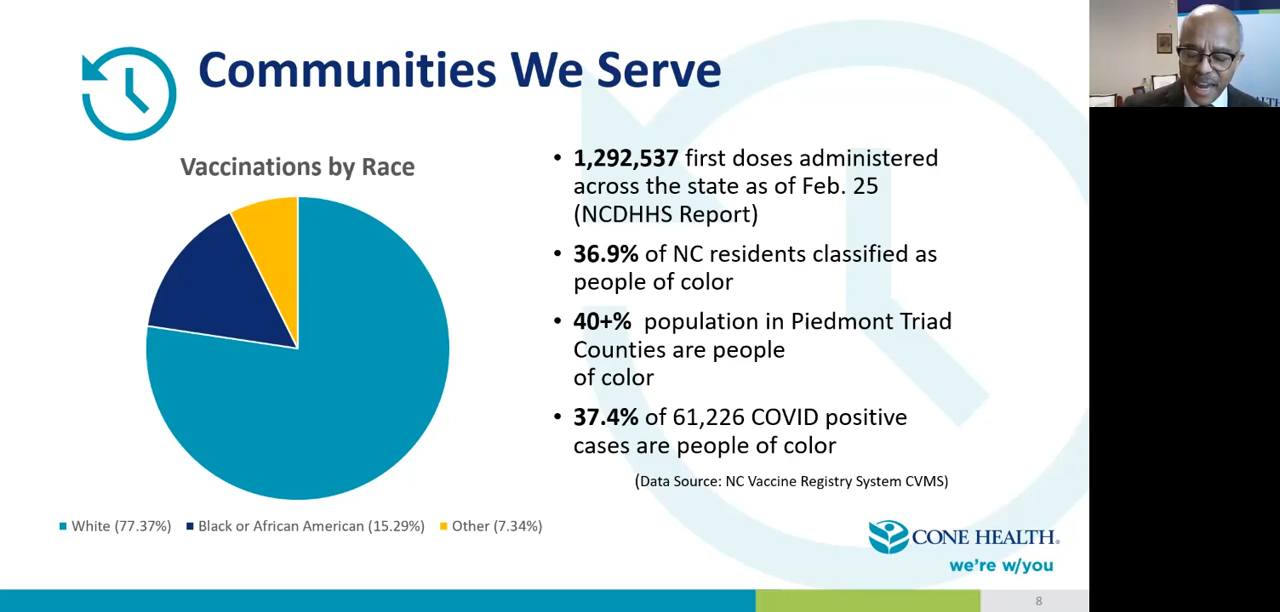 Communities We Serve
Vaccinations by Race
• 1,292,537 first doses administered
across the state as of Feb. 25
(NCDHHS Report)
• 36.9% of NC residents classified as
people of color
• 40+% population in Piedmont Triad
Counties are people
of color
• 37.4% of 61,226 COVID positive
cases are people of color
(Data Source: NC Vaccine Registry System CVMS)
White (77.37%) Black or African American (15.29%) Other (7.34%)
CONE HEALTH®
we're w/you
8